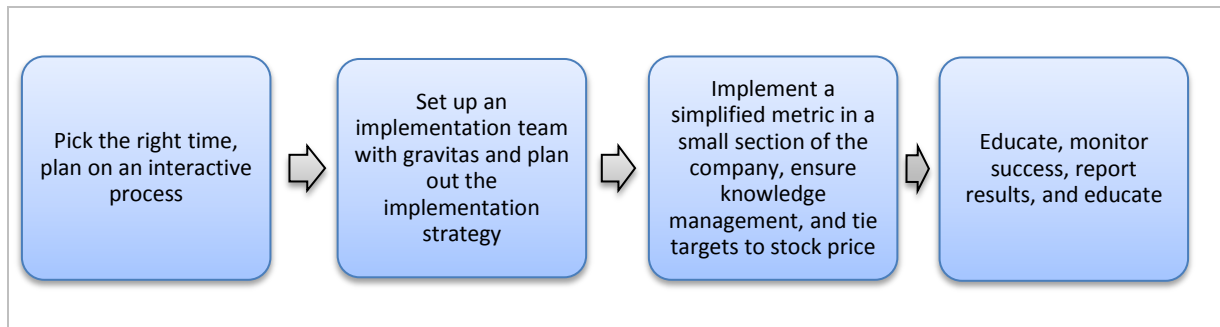 Pick the right time,
plan on an interactive
process
Set up an
implementation team
with gravitas and plan
out the
implementation
strategy
Implement a
simplified metric in a
small section of the
company, ensure
knowledge
management, and tie
targets to stock price
Educate, monitor
success, report
results, and educate